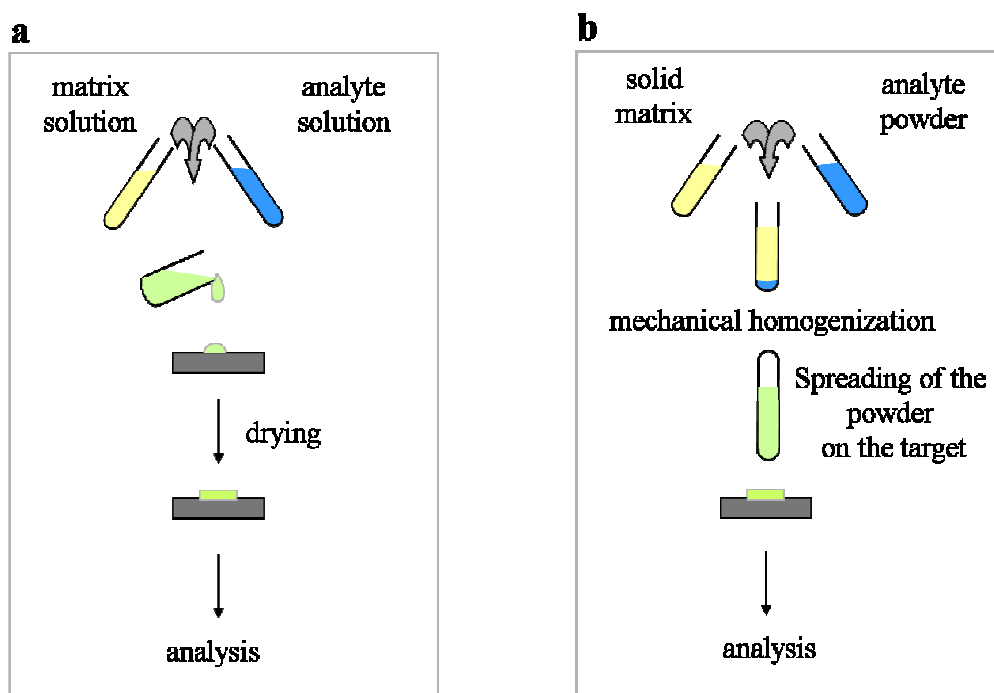 a
matrix
solution
analyte
solution
drying
analysis
b
solid
matrix
analyte
powder
mechanical homogenization
Spreading of the
powder
on the target
analysis